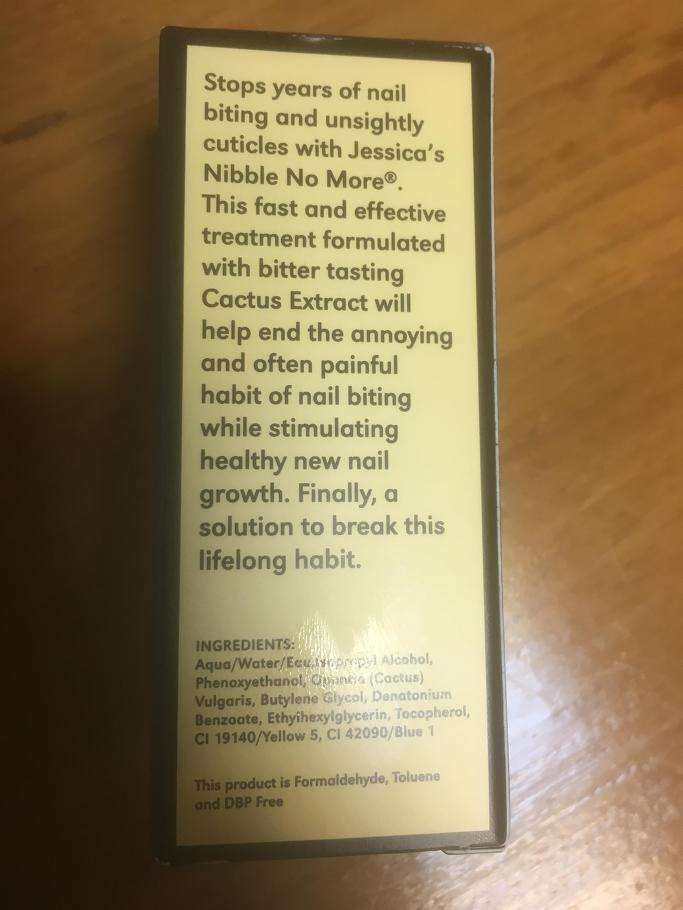 Stops years of nail
biting and unsightly
cuticles with Jessica's
Nibble No More®.
This fast and effective
treatment formulated
with bitter tasting
Cactus Extract will
help end the annoying
and often painful
habit of nail biting
while stimulating
healthy new nail
growth. Finally, a
solution to break this
lifelong habit.
INGREDIENTS:
Aqua/Water/Eau, Isopropyl Alcohol,
Phenoxyethanol, Opuntia (Cactus)
Vulgaris, Butylene Glycol, Denatonium
Benzoate, Ethyihexylglycerin, Tocopherol,
CI 19140/Yellow 5, CI 42090/Blue 1
This product is Formaldehyde, Toluene
and DBP Free